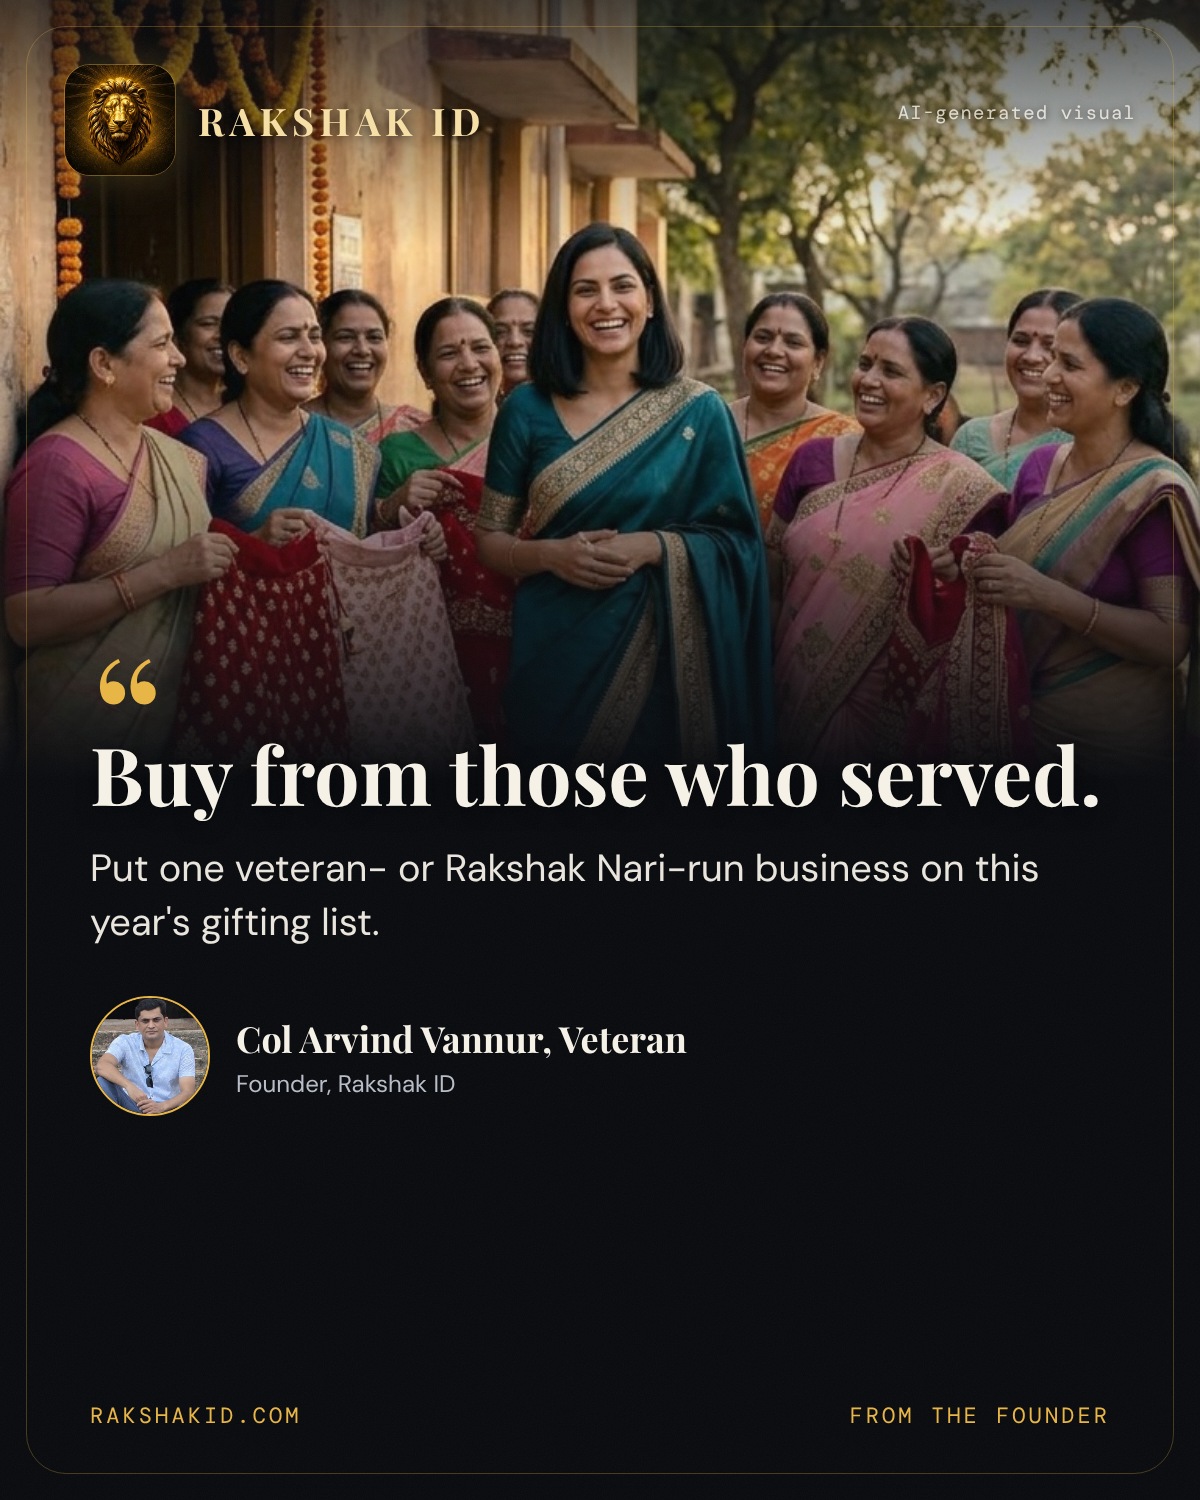 RAKSHAK ID
AI-generated visual
“
Buy from those who served.
Put one veteran- or Rakshak Nari-run business on this
year's gifting list.
Col Arvind Vannur, Veteran
Founder, Rakshak ID
RAKSHAKID.COM
FROM THE FOUNDER